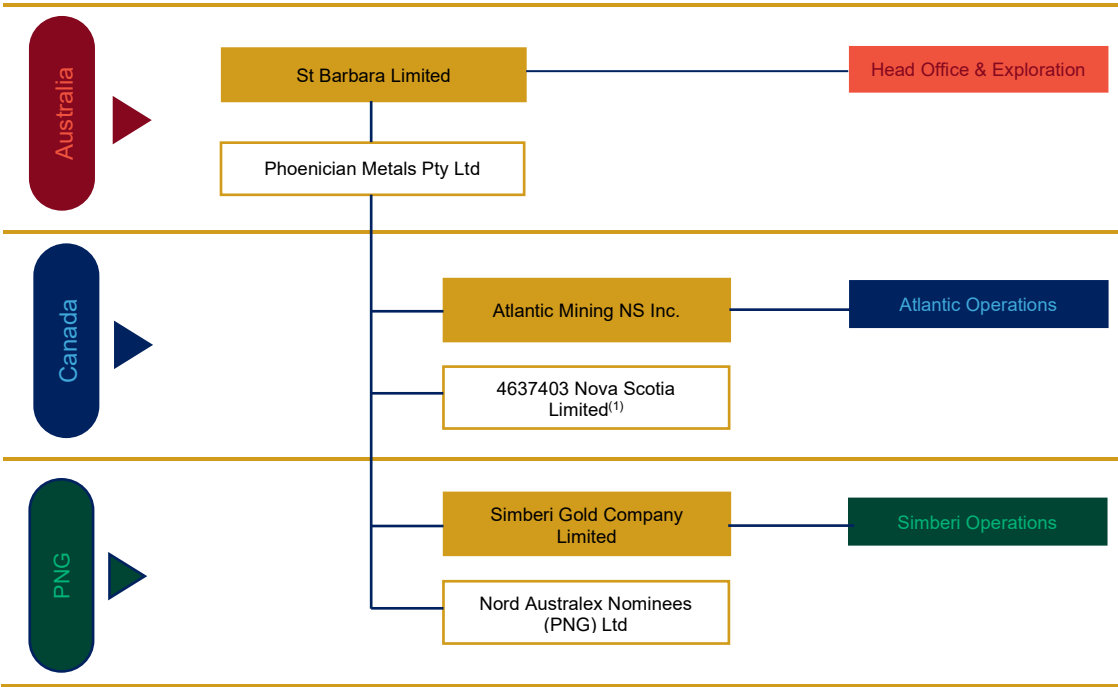 Australia
St Barbara Limited
Head Office & Exploration
Phoenician Metals Pty Ltd
Canada
Atlantic Mining NS Inc.
Atlantic Operations
4637403 Nova Scotia
Limited(1)
PNG
Simberi Gold Company
Limited
Simberi Operations
Nord Australex Nominees
(PNG) Ltd